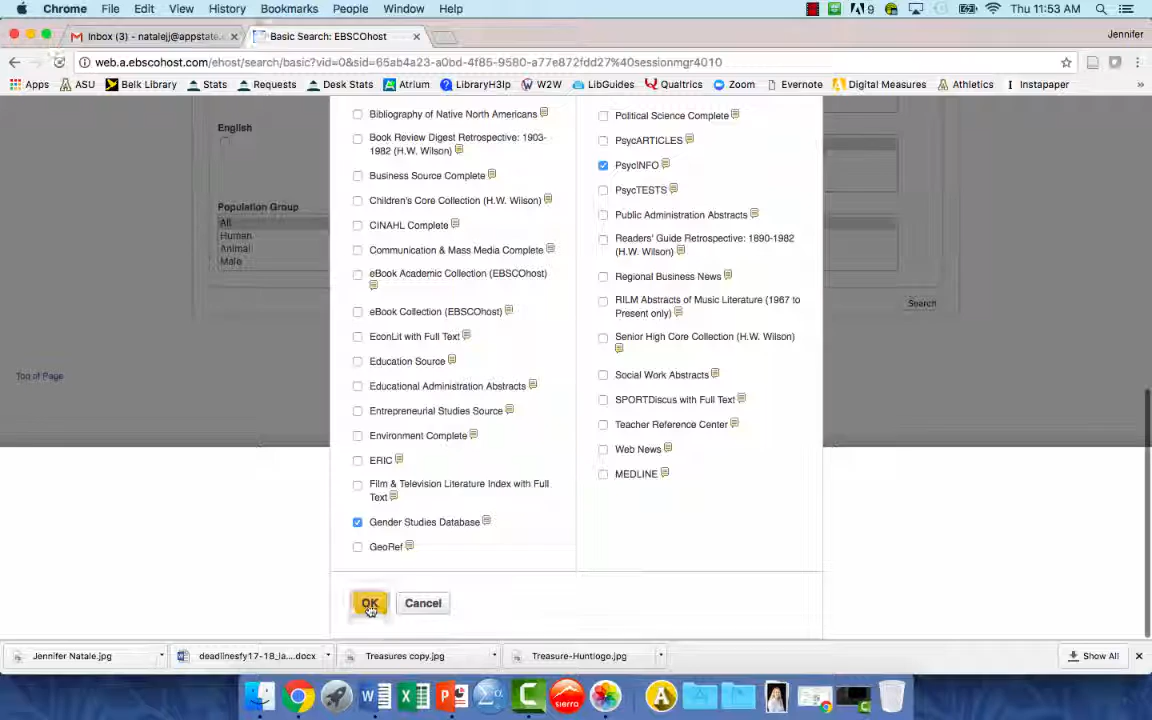 Chrome File Edit View History Bookmarks People Window Help 9 Thu 11:53 AM
Inbox (3) - natalejj@appstate. Basic Search: EBSCOhost Jennifer
web.a.ebscohost.com/ehost/search/basic?vid=0&sid=65ab4a23-a0bd-4f85-9580-a77e872fdd27%40sessionmgr4010
Apps ASU Belk Library Stats Requests Desk Stats Atrium LibraryH3lp W2W LibGuides Qualtrics Zoom Evernote Digital Measures Athletics Instapaper »
English
Population Group
All
Human
Animal
Male
Search
Top of Page
Bibliography of Native North Americans
Book Review Digest Retrospective: 1903-
1982 (H.W. Wilson)
Business Source Complete
Children's Core Collection (H.W. Wilson)
CINAHL Complete
Communication & Mass Media Complete
eBook Academic Collection (EBSCOhost)
eBook Collection (EBSCOhost)
EconLit with Full Text
Education Source
Educational Administration Abstracts
Entrepreneurial Studies Source
Environment Complete
ERIC
Film & Television Literature Index with Full
Text
Gender Studies Database
GeoRef
Political Science Complete
PsycARTICLES
PsycINFO
PsycTESTS
Public Administration Abstracts
Readers' Guide Retrospective: 1890-1982
(H.W. Wilson)
Regional Business News
RILM Abstracts of Music Literature (1967 to
Present only)
Senior High Core Collection (H.W. Wilson)
Social Work Abstracts
SPORTDiscus with Full Text
Teacher Reference Center
Web News
MEDLINE
OK Cancel
Jennifer Natale.jpg deadlinesfy17-18_la....docx Treasures copy.jpg Treasure-Huntlogo.jpg Show All
sierra